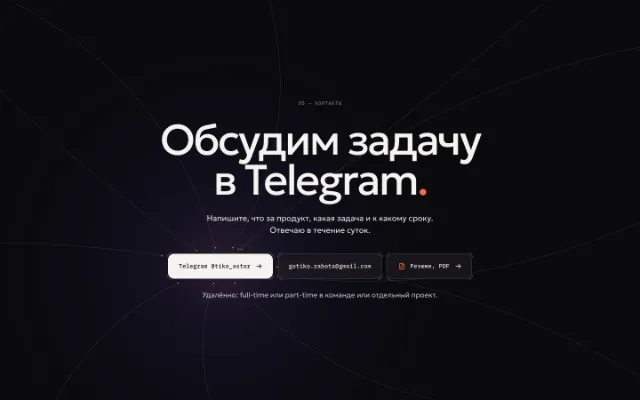 05 — КОНТАКТЫ
Обсудим задачу
в Telegram.
Напишите, что за продукт, какая задача и к какому сроку.
Отвечаю в течение суток.
Telegram @tiko_astor →
gotiko.rabota@gmail.com
Резюме, PDF →
Удалённо: full-time или part-time в команде или отдельный проект.